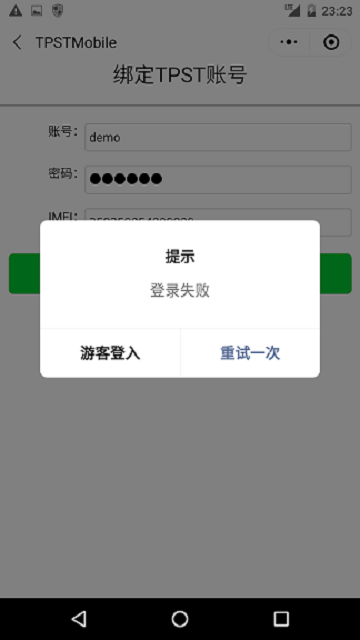 23:23
TPSTMobile
绑定TPST账号
账号：
demo
密码：
IMEI：
提示
登录失败
游客登入
重试一次